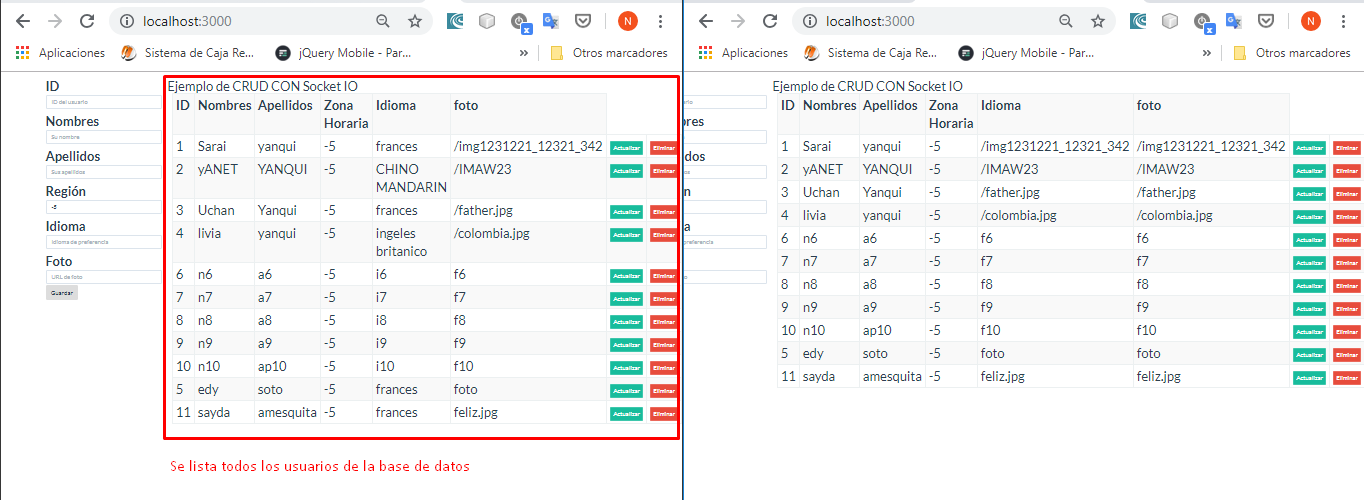 localhost:3000
Aplicaciones Sistema de Caja Re... jQuery Mobile - Par... » Otros marcadores
ID
ID del usuario
Nombres
Su nombre
Apellidos
Sus apellidos
Región
-5
Idioma
Idioma de preferencia
Foto
URL de foto
Guardar
Ejemplo de CRUD CON Socket IO
ID Nombres Apellidos Zona Horaria Idioma foto
1 Sarai yanqui -5 frances /img1231221_12321_342 Actualizar Eliminar
2 yANET YANQUI -5 CHINO MANDARIN /IMAW23 Actualizar Eliminar
3 Uchan Yanqui -5 frances /father.jpg Actualizar Eliminar
4 livia yanqui -5 ingeles britanico /colombia.jpg Actualizar Eliminar
6 n6 a6 -5 i6 f6 Actualizar Eliminar
7 n7 a7 -5 i7 f7 Actualizar Eliminar
8 n8 a8 -5 i8 f8 Actualizar Eliminar
9 n9 a9 -5 i9 f9 Actualizar Eliminar
10 n10 ap10 -5 i10 f10 Actualizar Eliminar
5 edy soto -5 frances foto Actualizar Eliminar
11 sayda amesquita -5 frances feliz.jpg Actualizar Eliminar
Se lista todos los usuarios de la base de datos
localhost:3000
Aplicaciones Sistema de Caja Re... jQuery Mobile - Par... » Otros marcadores
Ejemplo de CRUD CON Socket IO
ID Nombres Apellidos Zona Horaria Idioma foto
1 Sarai yanqui -5 /img1231221_12321_342 /img1231221_12321_342 Actualizar Eliminar
2 yANET YANQUI -5 /IMAW23 /IMAW23 Actualizar Eliminar
3 Uchan Yanqui -5 /father.jpg /father.jpg Actualizar Eliminar
4 livia yanqui -5 /colombia.jpg /colombia.jpg Actualizar Eliminar
6 n6 a6 -5 f6 f6 Actualizar Eliminar
7 n7 a7 -5 f7 f7 Actualizar Eliminar
8 n8 a8 -5 f8 f8 Actualizar Eliminar
9 n9 a9 -5 f9 f9 Actualizar Eliminar
10 n10 ap10 -5 f10 f10 Actualizar Eliminar
5 edy soto -5 foto foto Actualizar Eliminar
11 sayda amesquita -5 feliz.jpg feliz.jpg Actualizar Eliminar